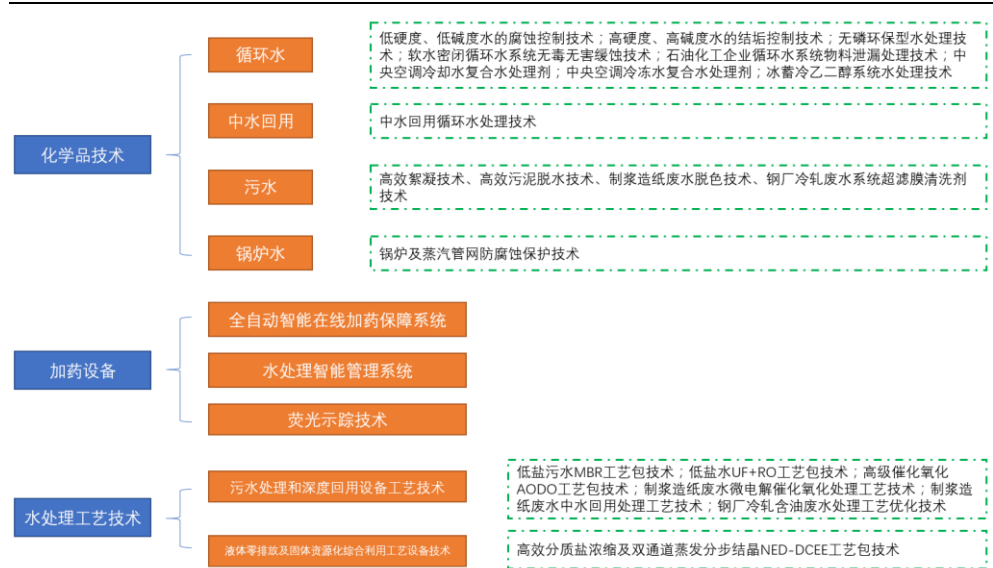 循环水
低硬度、低碱度水的腐蚀控制技术；高硬度、高碱度水的结垢控制技术；无磷环保型水处理技
术；软水密闭循环水系统无毒无害缓蚀技术；石油化工企业循环水系统物料泄漏处理技术；中
央空调冷却水复合水处理剂；中央空调冷冻水复合水处理剂；冰蓄冷乙二醇系统水处理技术
中水回用
中水回用循环水处理技术
化学品技术
污水
高效絮凝技术、高效污泥脱水技术、制浆造纸废水脱色技术、钢厂冷轧废水系统超滤膜清洗剂
技术
锅炉水
锅炉及蒸汽管网防腐蚀保护技术
全自动智能在线加药保障系统
加药设备
水处理智能管理系统
荧光示踪技术
污水处理和深度回用设备工艺技术
低盐污水MBR工艺包技术；低盐水UF+RO工艺包技术；高级催化氧化
AODO工艺包技术；制浆造纸废水微电解催化氧化处理工艺技术；制浆造
纸废水中水回用处理工艺技术；钢厂冷轧含油废水处理工艺优化技术
水处理工艺技术
液体零排放及固体资源化综合利用工艺设备技术
高效分质盐浓缩及双通道蒸发分步结晶NED-DCEE工艺包技术